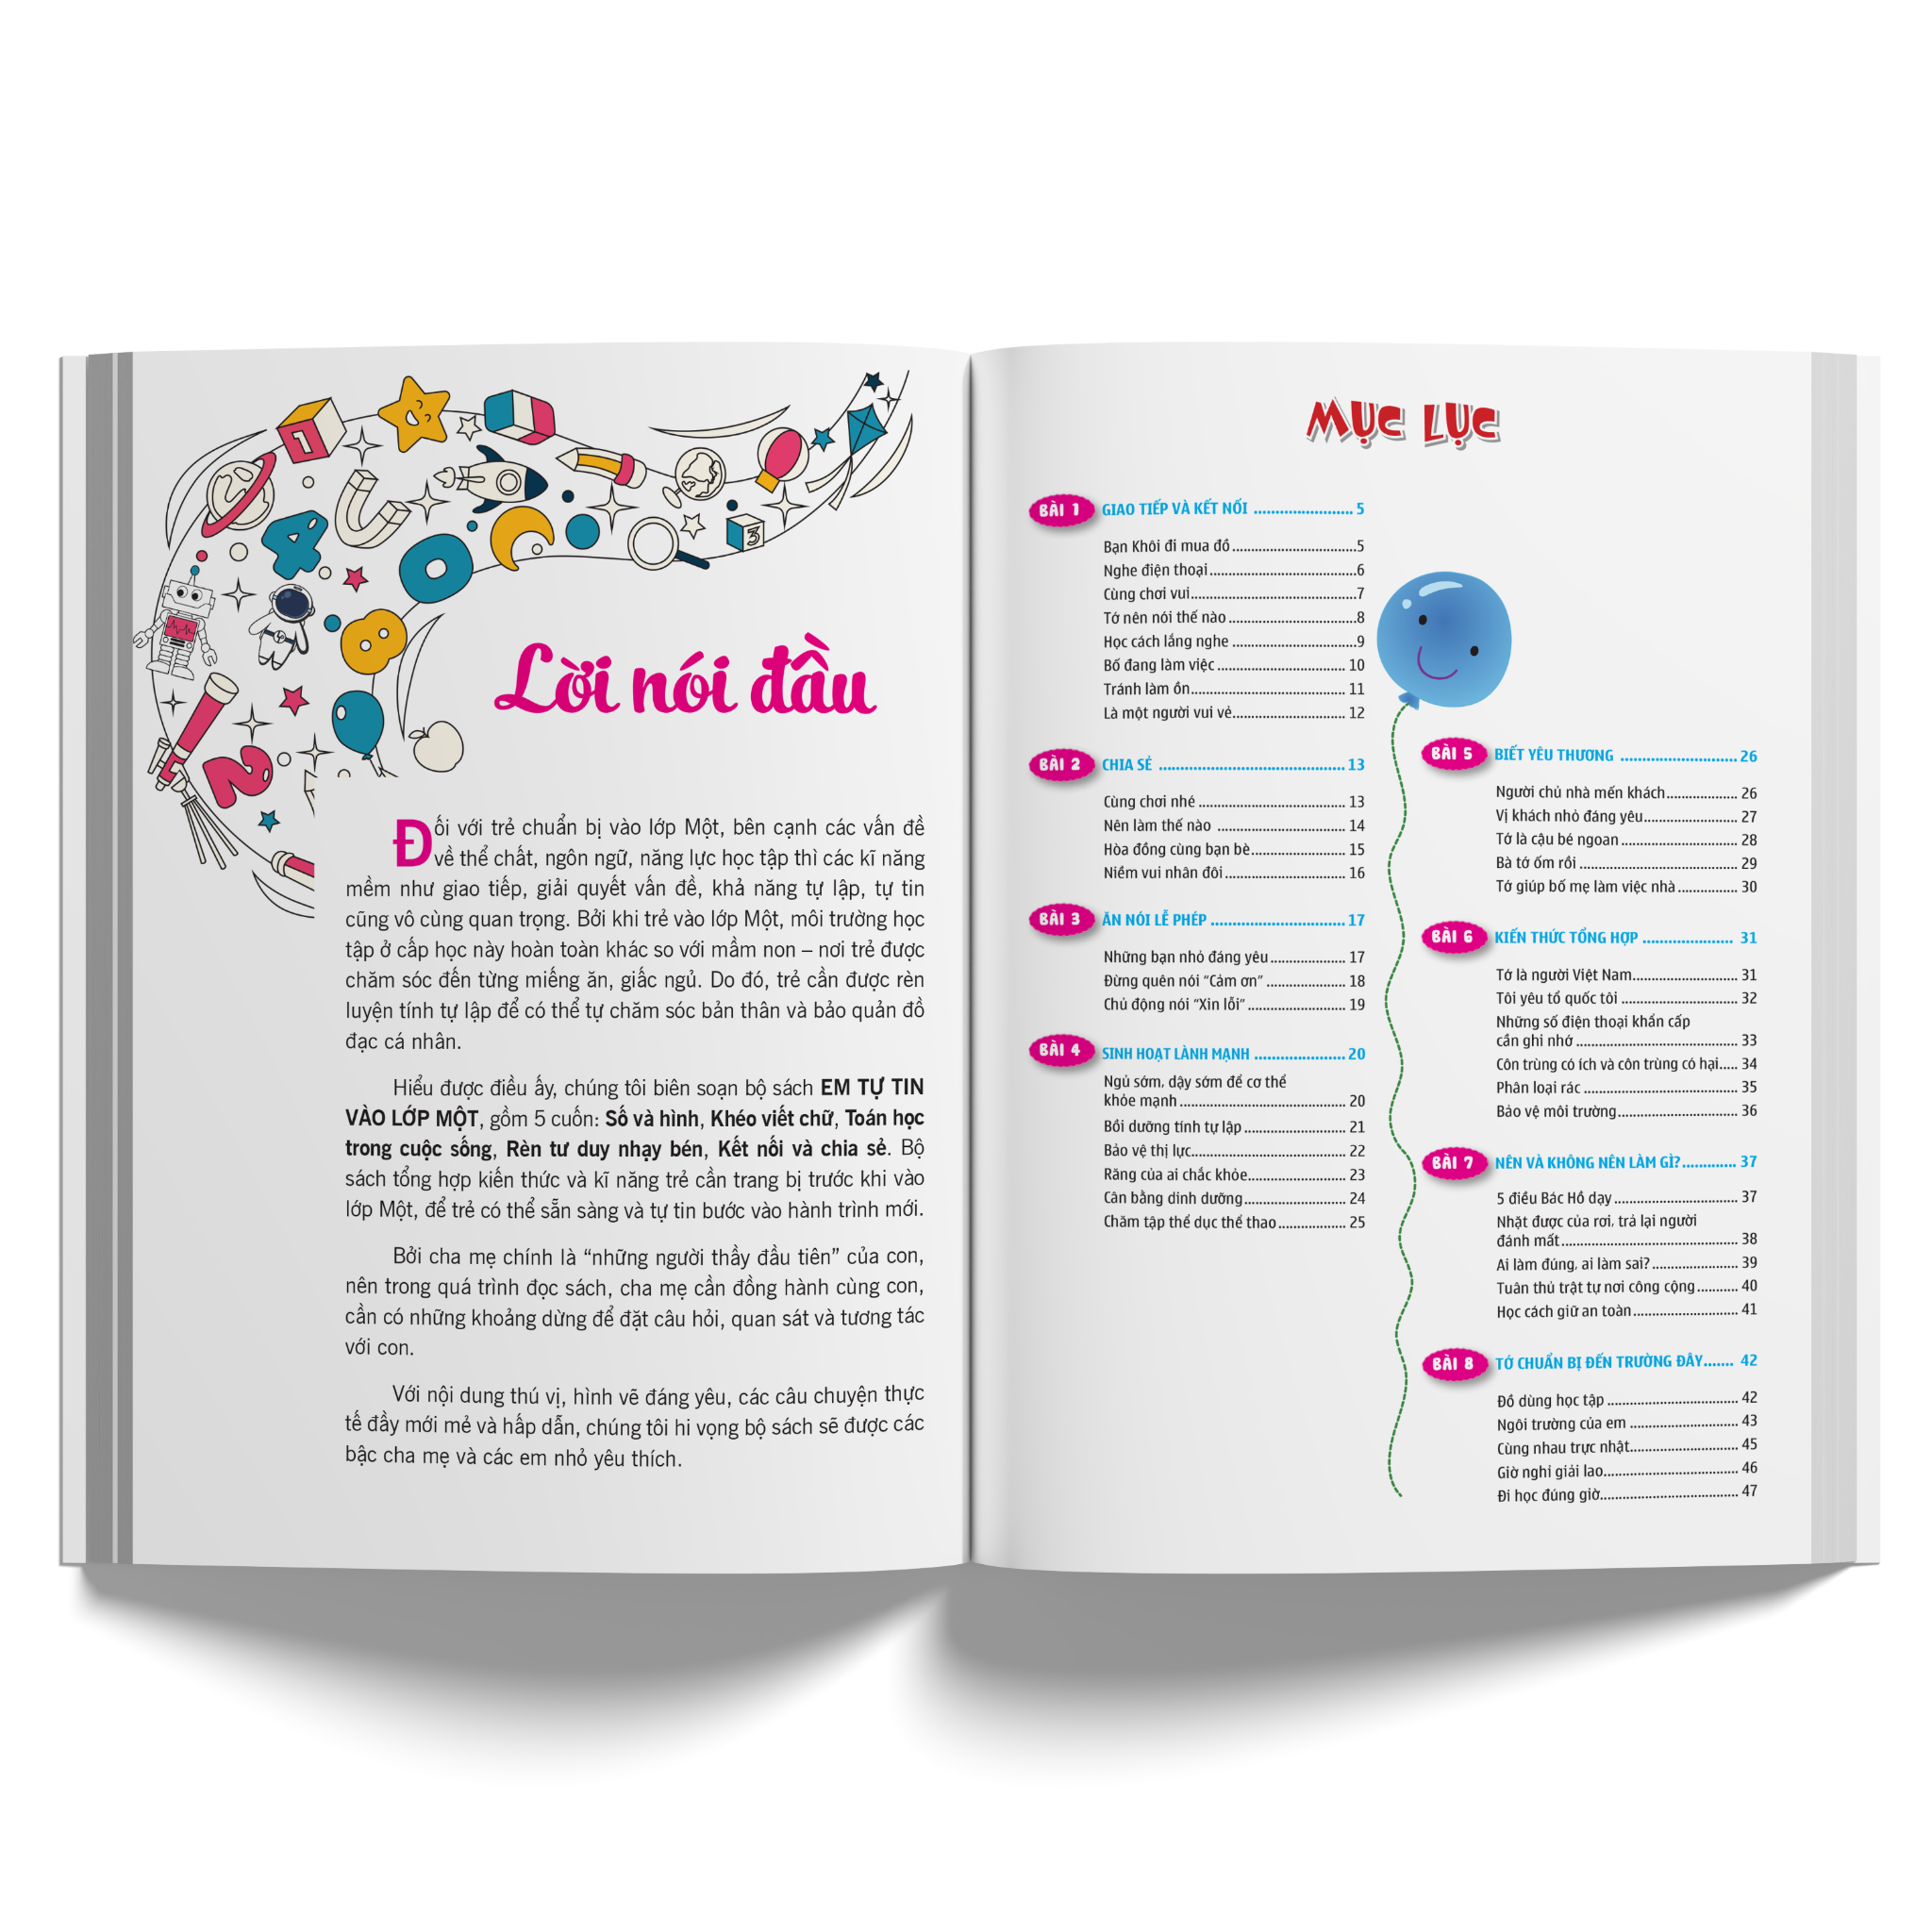 Lời nói đầu
Đối với trẻ chuẩn bị vào lớp Một, bên cạnh các vấn đề
về thể chất, ngôn ngữ, năng lực học tập thì các kĩ năng
mềm như giao tiếp, giải quyết vấn đề, khả năng tự lập, tự tin
cũng vô cùng quan trọng. Bởi khi trẻ vào lớp Một, môi trường học
tập ở cấp học này hoàn toàn khác so với mầm non – nơi trẻ được
chăm sóc đến từng miếng ăn, giấc ngủ. Do đó, trẻ cần được rèn
luyện tính tự lập để có thể tự chăm sóc bản thân và bảo quản đồ
đạc cá nhân.
Hiểu được điều ấy, chúng tôi biên soạn bộ sách EM TỰ TIN
VÀO LỚP MỘT, gồm 5 cuốn: Số và hình, Khéo viết chữ, Toán học
trong cuộc sống, Rèn tư duy nhạy bén, Kết nối và chia sẻ. Bộ
sách tổng hợp kiến thức và kĩ năng trẻ cần trang bị trước khi vào
lớp Một, để trẻ có thể sẵn sàng và tự tin bước vào hành trình mới.
Bởi cha mẹ chính là “những người thầy đầu tiên” của con,
nên trong quá trình đọc sách, cha mẹ cần đồng hành cùng con,
cần có những khoảng dừng để đặt câu hỏi, quan sát và tương tác
với con.
Với nội dung thú vị, hình vẽ đáng yêu, các câu chuyện thực
tế đầy mới mẻ và hấp dẫn, chúng tôi hi vọng bộ sách sẽ được các
bậc cha mẹ và các em nhỏ yêu thích.
MỤC LỤC
BÀI 1 GIAO TIẾP VÀ KẾT NỐI ....................... 5
Bạn Khôi đi mua đồ ................................5
Nghe điện thoại ......................................6
Cùng chơi vui...........................................7
Tớ nên nói thế nào .................................8
Học cách lắng nghe ................................9
Bố đang làm việc ................................. 10
Tránh làm ồn........................................ 11
Là một người vui vẻ............................. 12
BÀI 2 CHIA SẺ ........................................... 13
Cùng chơi nhé ...................................... 13
Nên làm thế nào ................................. 14
Hòa đồng cùng bạn bè......................... 15
Niềm vui nhân đôi ............................... 16
BÀI 3 ĂN NÓI LỄ PHÉP ............................... 17
Những bạn nhỏ đáng yêu ................... 17
Đừng quên nói “Cảm ơn” .................... 18
Chủ động nói “Xin lỗi” ......................... 19
BÀI 4 SINH HOẠT LÀNH MẠNH ..................... 20
Ngủ sớm, dậy sớm để cơ thể
khỏe mạnh ........................................... 20
Bồi dưỡng tính tự lập .......................... 21
Bảo vệ thị lực........................................ 22
Răng của ai chắc khỏe......................... 23
Cân bằng dinh dưỡng.......................... 24
Chăm tập thể dục thể thao ................. 25
BÀI 5 BIẾT YÊU THƯƠNG ........................... 26
Người chủ nhà mến khách.................. 26
Vị khách nhỏ đáng yêu........................ 27
Tớ là cậu bé ngoan .............................. 28
Bà tớ ốm rồi ......................................... 29
Tớ giúp bố mẹ làm việc nhà ............... 30
BÀI 6 KIẾN THỨC TỔNG HỢP ..................... 31
Tớ là người Việt Nam........................... 31
Tôi yêu tổ quốc tôi .............................. 32
Những số điện thoại khẩn cấp
cần ghi nhớ .......................................... 33
Côn trùng có ích và côn trùng có hại..... 34
Phân loại rác ........................................ 35
Bảo vệ môi trường............................... 36
BÀI 7 NÊN VÀ KHÔNG NÊN LÀM GÌ?............ 37
5 điều Bác Hồ dạy ................................ 37
Nhặt được của rơi, trả lại người
đánh mất .............................................. 38
Ai làm đúng, ai làm sai? ...................... 39
Tuân thủ trật tự nơi công cộng .......... 40
Học cách giữ an toàn ........................... 41
BÀI 8 TỚ CHUẨN BỊ ĐẾN TRƯỜNG ĐÂY....... 42
Đồ dùng học tập .................................. 42
Ngôi trường của em ............................ 43
Cùng nhau trực nhật............................ 45
Giờ nghỉ giải lao................................... 46
Đi học đúng giờ.................................... 47